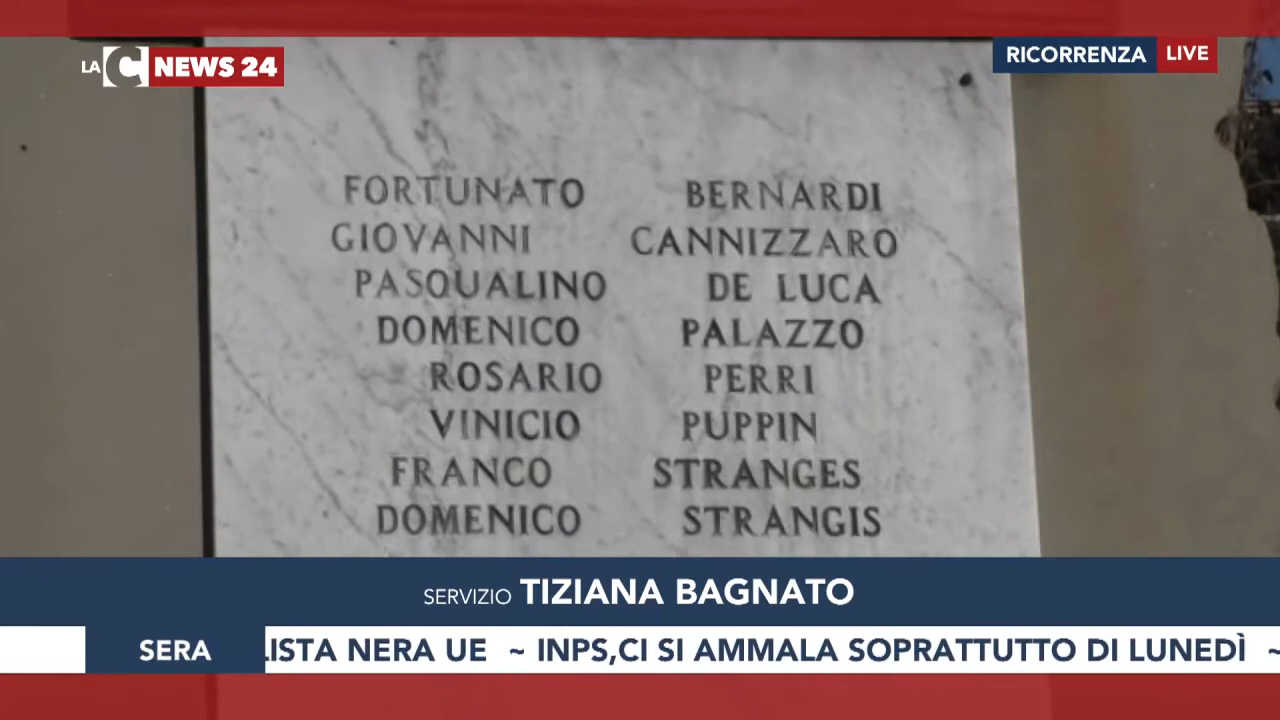 LA C NEWS 24
RICORRENZA LIVE
FORTUNATO BERNARDI
GIOVANNI CANNIZZARO
PASQUALINO DE LUCA
DOMENICO PALAZZO
ROSARIO PERRI
VINICIO PUPPIN
FRANCO STRANGES
DOMENICO STRANGIS
SERVIZIO TIZIANA BAGNATO
SERA LISTA NERA UE ~ INPS,CI SI AMMALA SOPRATTUTTO DI LUNEDÌ ~